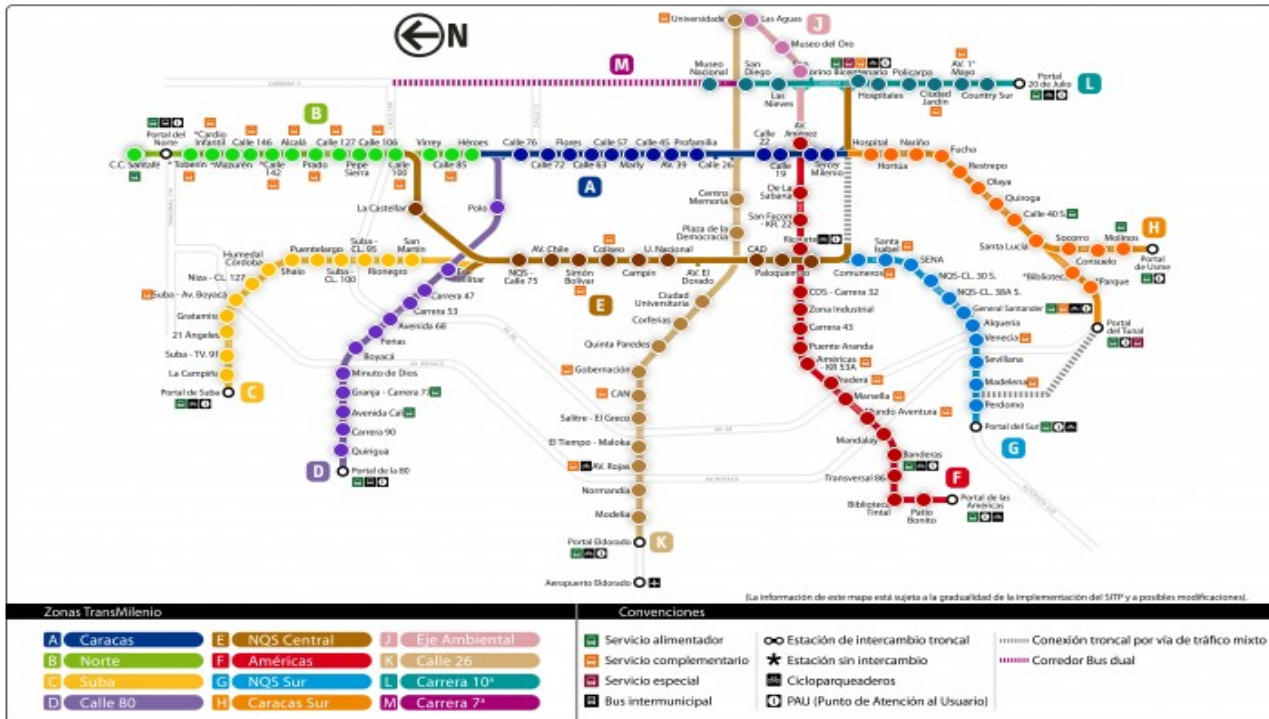 N
Universidades
Las Aguas
J
Museo del Oro
M
Museo
Nacional
San
Diego
Las
Nieves
Bicentenario
Hospitales
Policarpa
Ciudad
Jardín
AV. 1°
Mayo
Country Sur
Portal
20 de Julio
L
B
Portal del
Norte
C.C. Santafé
*Toberín
*Cardio
Infantil
*Mazurén
Calle 146
*Calle
142
Alcalá
Prado
Calle 127
Pepe
Sierra
Calle 106
Calle
100
Virrey
Calle 85
Héroes
Calle 76
Calle 72
Flores
Calle 63
Calle 57
Marly
Calle 45
AV. 39
Profamilia
Calle 26
Calle
22
Calle
19
AV.
Jiménez
Tercer
Milenio
Hospital
Hortúa
Nariño
Fucha
Restrepo
Olaya
Quiroga
Calle 40 S.
Santa Lucía
Socorro
Consuelo
Molinos
H
Portal
de Usme
*Biblioteca
*Parque
Portal
del Tunal
A
La Castellana
Polo
Centro
Memoria
Plaza de la
Democracia
De La
Sabana
San Facon
- KR. 22
Ricaurte
Humedal
Córdoba
Puentelargo
Suba -
CL. 95
San
Martín
Shaio
Suba -
CL. 100
Rionegro
Niza - CL. 127
Suba - Av. Boyacá
Gratamira
21 Ángeles
Suba - TV. 91
La Campiña
Portal de Suba
C
Carrera 47
Carrera 53
Avenida 68
Ferias
Boyacá
Minuto de Dios
Granja - Carrera 77
Avenida Cali
Carrera 90
Quirigua
D
Portal de la 80
NQS -
Calle 75
AV. Chile
Simón
Bolívar
Coliseo
Campín
U. Nacional
AV. El
Dorado
CAD
Paloquemao
E
Ciudad
Universitaria
Corferias
Quinta Paredes
Gobernación
CAN
Salitre - El Greco
El Tiempo - Maloka
AV. Rojas
Normandía
Modelia
Portal Eldorado
K
Aeropuerto Eldorado
CDS - Carrera 32
Zona Industrial
Carrera 43
Puente Aranda
Américas
- KR 53A
Pradera
Marsella
Mundo Aventura
Mandalay
Banderas
Transversal 86
Biblioteca
Tintal
Patio
Bonito
F
Portal de las
Américas
Comuneros
Santa
Isabel
SENA
NQS-CL. 30 S.
NQS-CL. 38A S.
General Santander
Alquería
Venecia
Sevillana
Madelena
Perdomo
Portal del Sur
G
(La información de este mapa está sujeta a la gradualidad de la implementación del SITP y a posibles modificaciones).
Zonas TransMilenio
A Caracas
B Norte
C Suba
D Calle 80
E NQS Central
F Américas
G NQS Sur
H Caracas Sur
J Eje Ambiental
K Calle 26
L Carrera 10ª
M Carrera 7ª
Convenciones
Servicio alimentador
Servicio complementario
Servicio especial
Bus intermunicipal
Estación de intercambio troncal
Estación sin intercambio
Cicloparqueaderos
PAU (Punto de Atención al Usuario)
Conexión troncal por vía de tráfico mixto
Corredor Bus dual